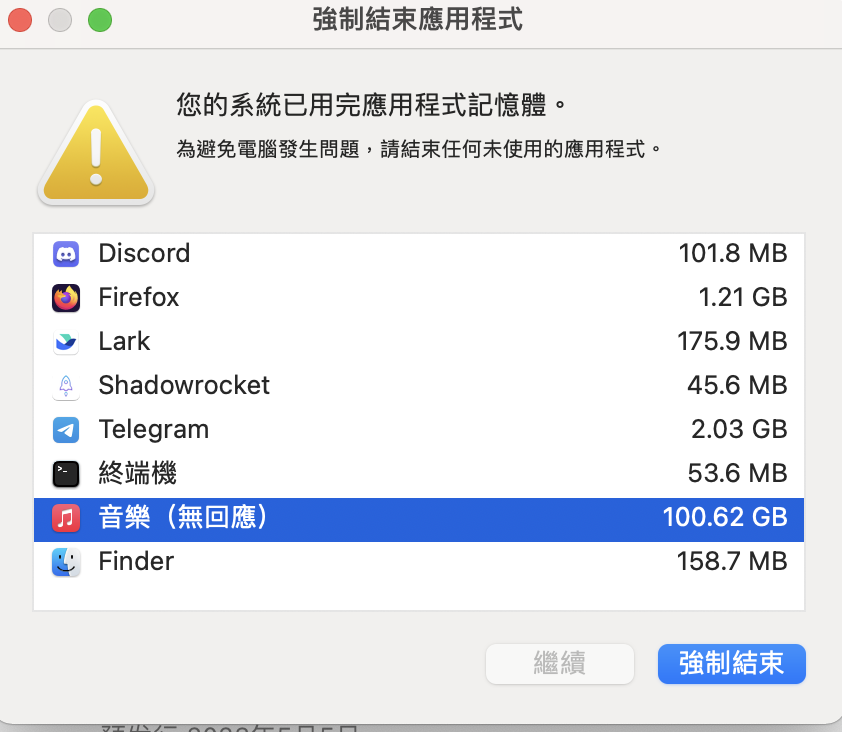 強制結束應用程式
您的系統已用完應用程式記憶體。
為避免電腦發生問題，請結束任何未使用的應用程式。
Discord 101.8 MB
Firefox 1.21 GB
Lark 175.9 MB
Shadowrocket 45.6 MB
Telegram 2.03 GB
終端機 53.6 MB
音樂（無回應） 100.62 GB
Finder 158.7 MB
繼續 強制結束